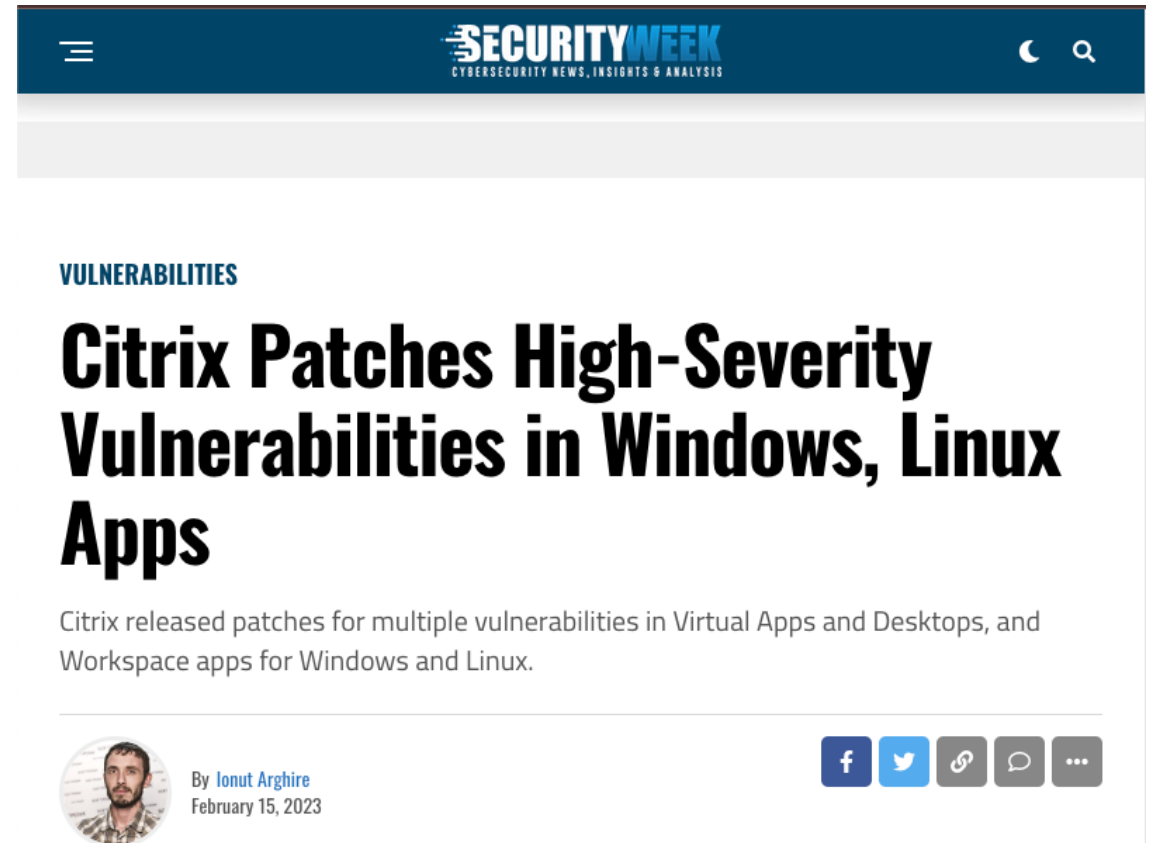 SECURITYWEEK
CYBERSECURITY NEWS, INSIGHTS & ANALYSIS
VULNERABILITIES
Citrix Patches High-Severity
Vulnerabilities in Windows, Linux
Apps
Citrix released patches for multiple vulnerabilities in Virtual Apps and Desktops, and
Workspace apps for Windows and Linux.
By Ionut Arghire
February 15, 2023